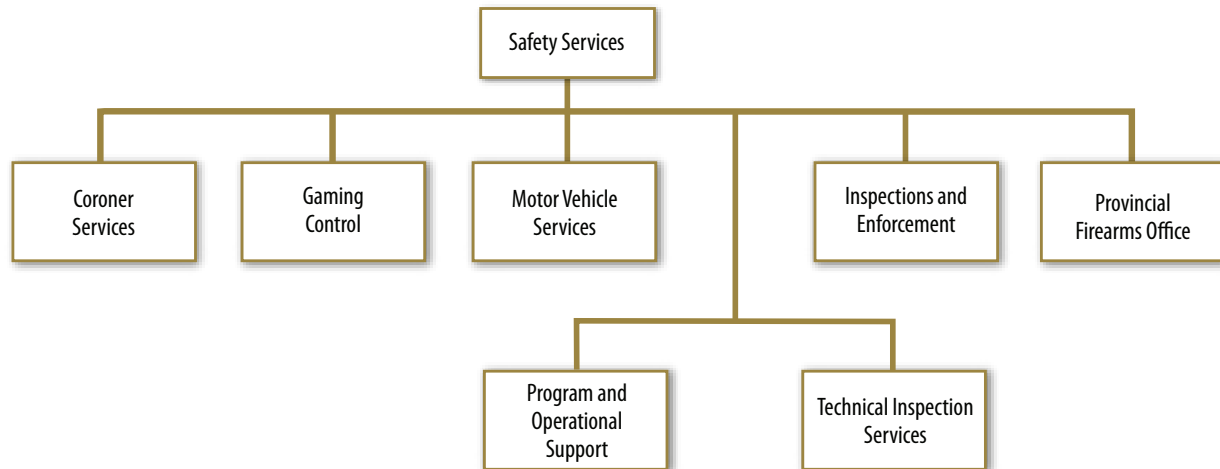 Safety Services
Coroner
Services
Gaming
Control
Motor Vehicle
Services
Inspections and
Enforcement
Provincial
Firearms Office
Program and
Operational
Support
Technical Inspection
Services